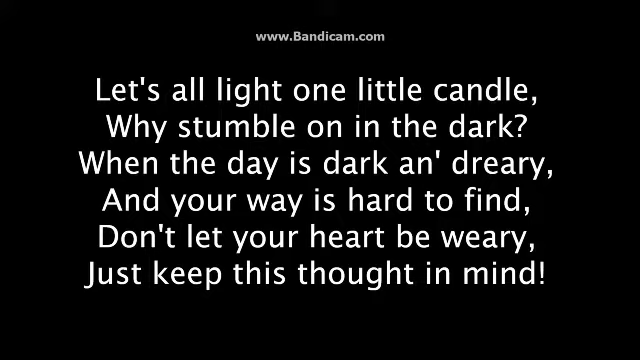 www.Bandicam.com
Let's all light one little candle,
Why stumble on in the dark?
When the day is dark an' dreary,
And your way is hard to find,
Don't let your heart be weary,
Just keep this thought in mind!